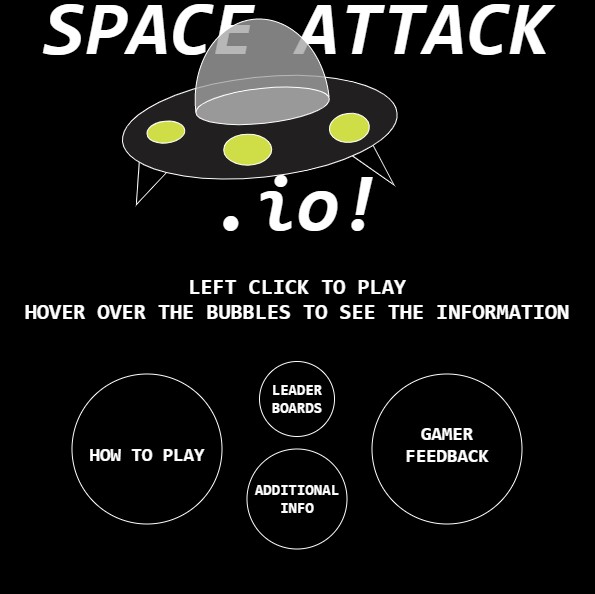 SPACE ATTACK
.io!
LEFT CLICK TO PLAY
HOVER OVER THE BUBBLES TO SEE THE INFORMATION
LEADER
BOARDS
HOW TO PLAY
GAMER
FEEDBACK
ADDITIONAL
INFO